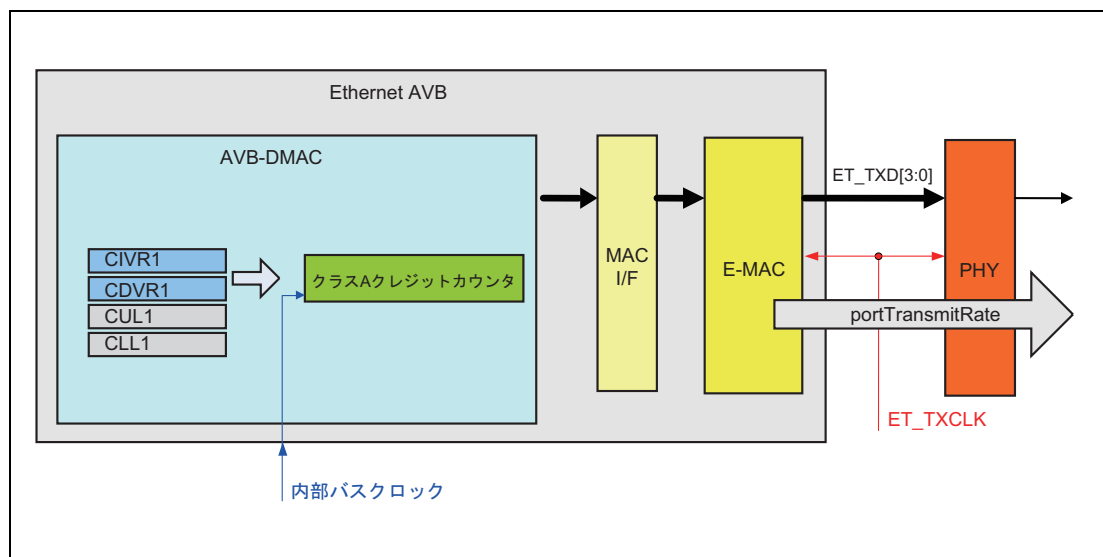 Ethernet AVB
AVB-DMAC
CIVR1
CDVR1
CUL1
CLL1
クラスAクレジットカウンタ
MAC
I/F
E-MAC
ET_TXD[3:0]
PHY
portTransmitRate
ET_TXCLK
内部バスクロック